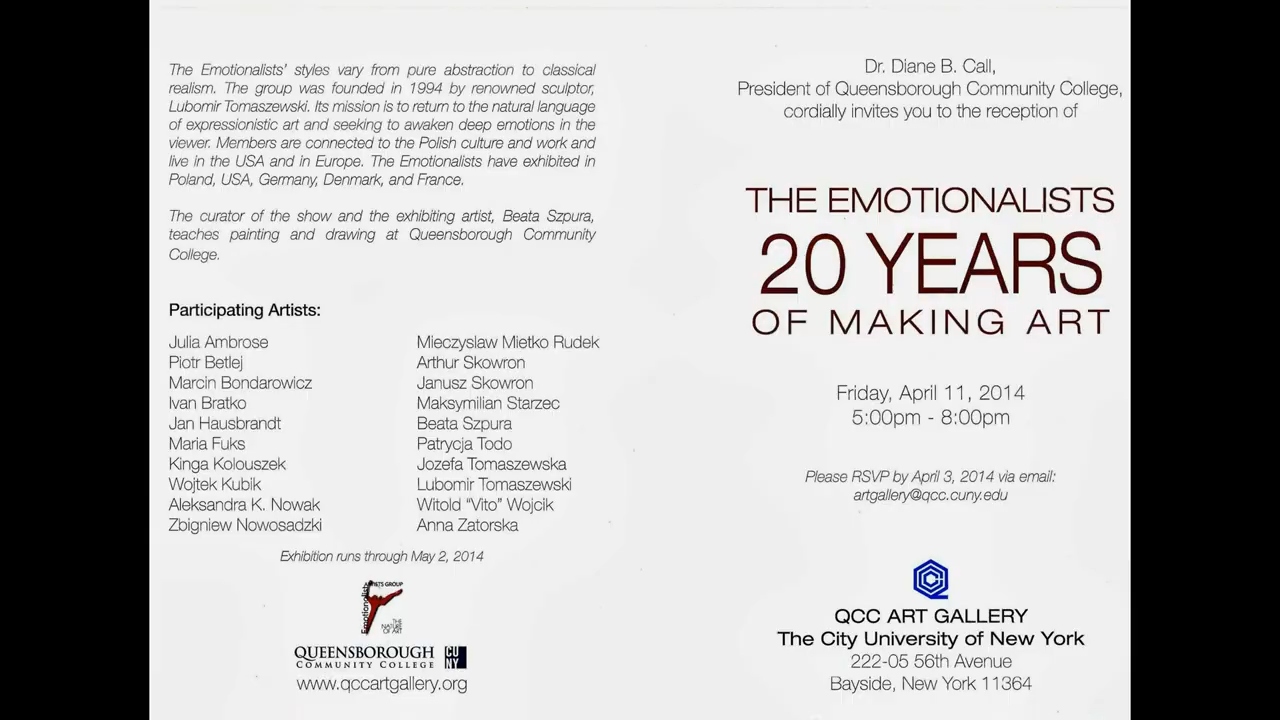 The Emotionalists' styles vary from pure abstraction to classical
realism. The group was founded in 1994 by renowned sculptor,
Lubomir Tomaszewski. Its mission is to return to the natural language
of expressionistic art and seeking to awaken deep emotions in the
viewer. Members are connected to the Polish culture and work and
live in the USA and in Europe. The Emotionalists have exhibited in
Poland, USA, Germany, Denmark, and France.
The curator of the show and the exhibiting artist, Beata Szpura,
teaches painting and drawing at Queensborough Community
College.
Participating Artists:
Julia Ambrose
Piotr Betlej
Marcin Bondarowicz
Ivan Bratko
Jan Hausbrandt
Maria Fuks
Kinga Kolouszek
Wojtek Kubik
Aleksandra K. Nowak
Zbigniew Nowosadzki
Mieczyslaw Mietko Rudek
Arthur Skowron
Janusz Skowron
Maksymilian Starzec
Beata Szpura
Patrycja Todo
Jozefa Tomaszewska
Lubomir Tomaszewski
Witold "Vito" Wojcik
Anna Zatorska
Exhibition runs through May 2, 2014
ARTISTS GROUP
Emotionalists
THE
NATURE
OF ART
QUEENSBOROUGH
COMMUNITY COLLEGE
CU
NY
www.qccartgallery.org
Dr. Diane B. Call,
President of Queensborough Community College,
cordially invites you to the reception of
THE EMOTIONALISTS
20 YEARS
OF MAKING ART
Friday, April 11, 2014
5:00pm - 8:00pm
Please RSVP by April 3, 2014 via email:
artgallery@qcc.cuny.edu
QCC ART GALLERY
The City University of New York
222-05 56th Avenue
Bayside, New York 11364